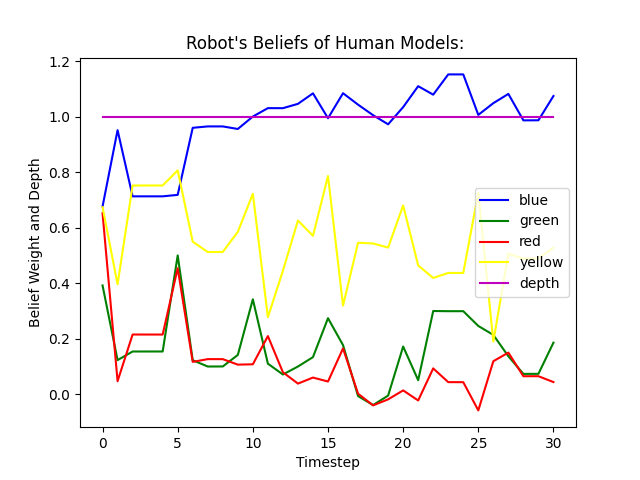 Robot's Beliefs of Human Models:
Belief Weight and Depth
1.2
1.0
0.8
0.6
0.4
0.2
0.0
blue
green
red
yellow
depth
0 5 10 15 20 25 30
Timestep